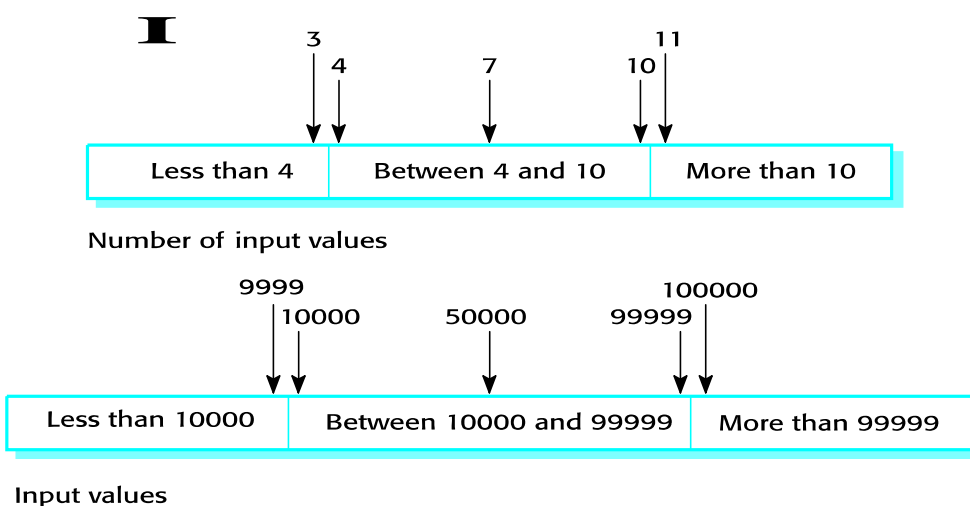 I
3 11
4 7 10
Less than 4 Between 4 and 10 More than 10
Number of input values
9999 100000
10000 50000 99999
Less than 10000 Between 10000 and 99999 More than 99999
Input values